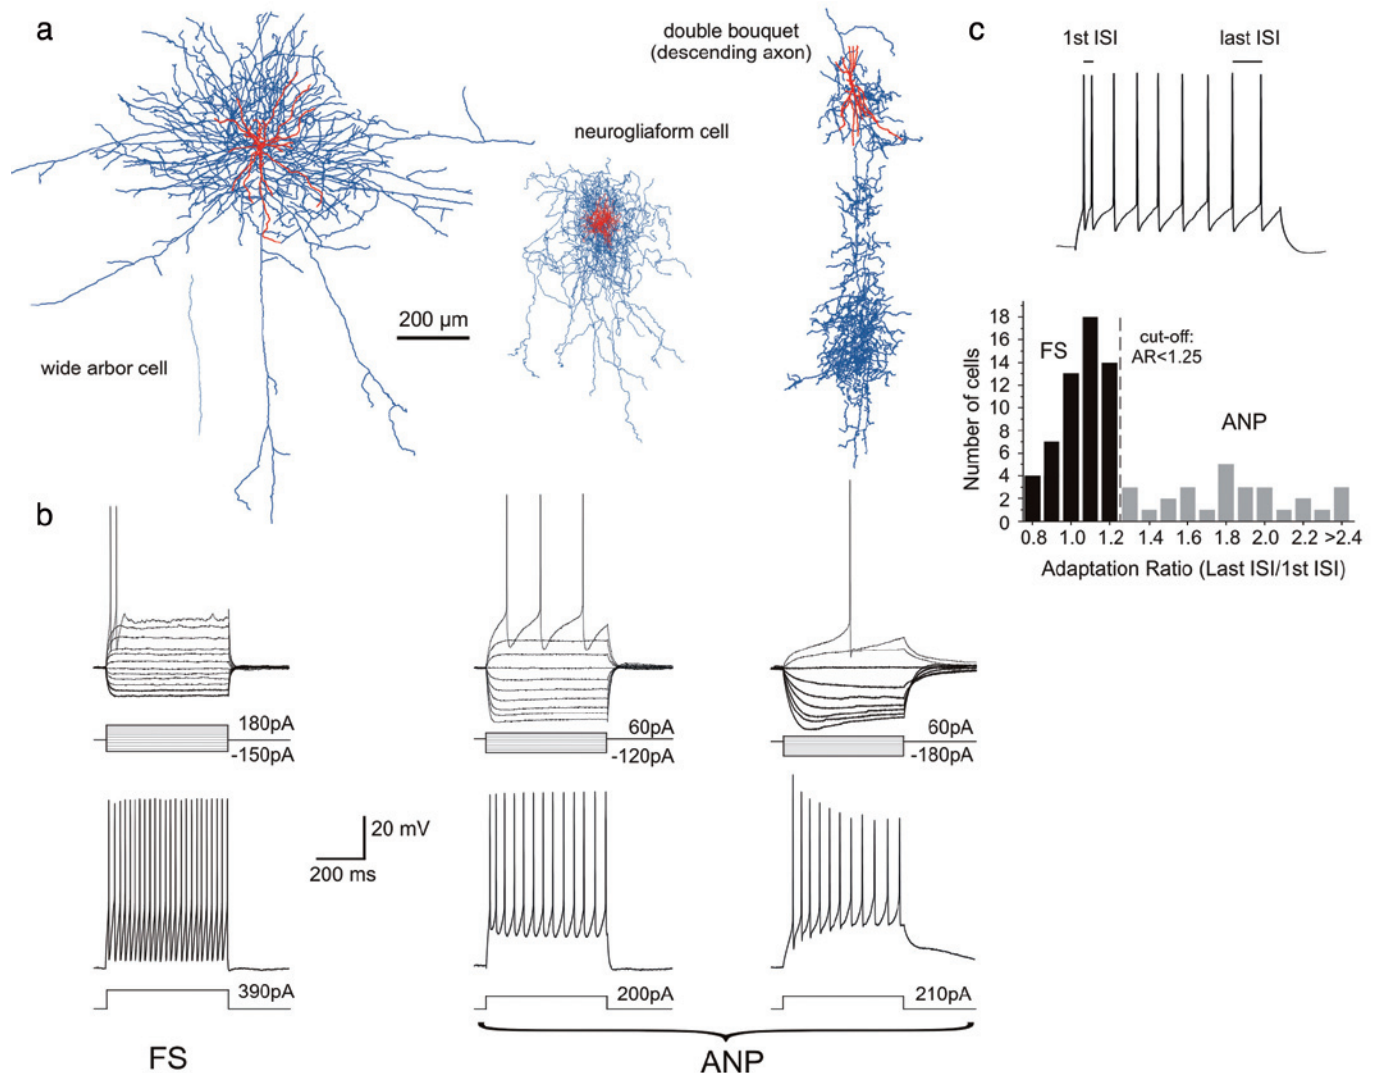 a
double bouquet
(descending axon)
neurogliaform cell
200 µm
wide arbor cell
c
1st ISI
last ISI
Number of cells
18
16
14
12
10
8
6
4
2
0
FS
cut-off:
AR<1.25
ANP
0.8 1.0 1.2 1.4 1.6 1.8 2.0 2.2 >2.4
Adaptation Ratio (Last ISI/1st ISI)
b
180pA
-150pA
60pA
-120pA
60pA
-180pA
20 mV
200 ms
390pA
200pA
210pA
FS
ANP